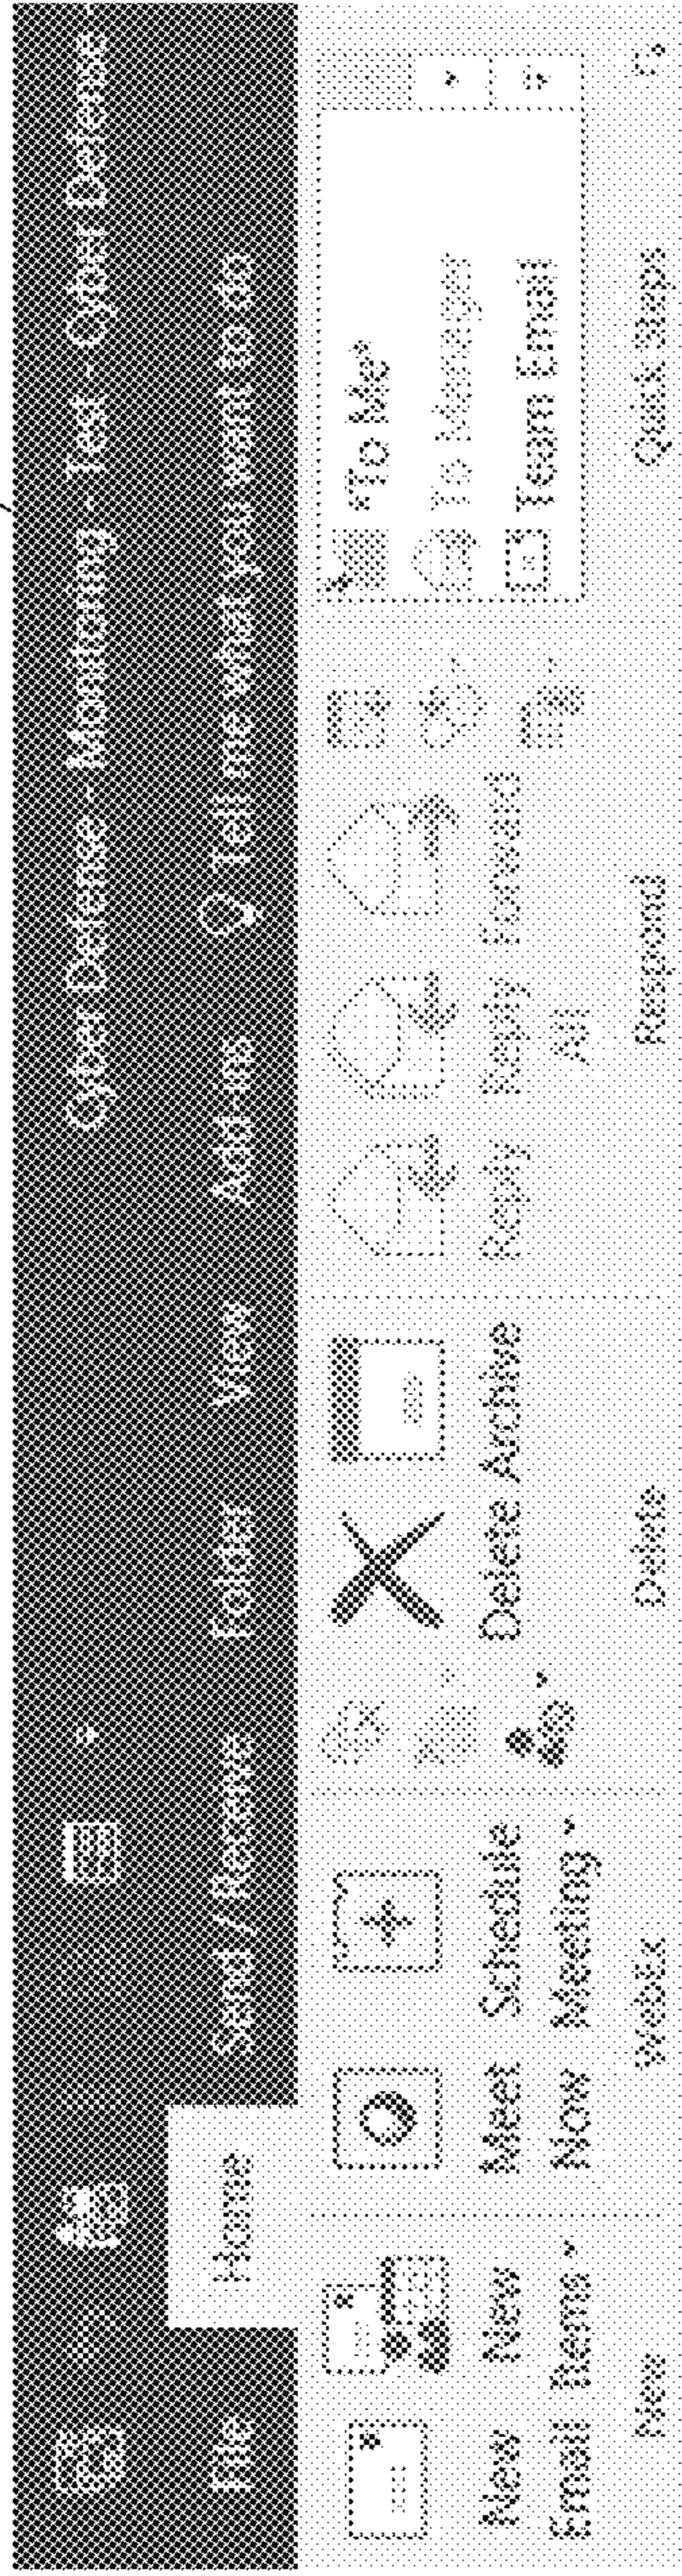 Cyber Defense - Monitoring - Test - Cyber Defense -
File Home Send / Receive Folder View Add-ins Tell me what you want to do
New Email
New Items
New
Meet Now
Schedule Meeting
WebEx
Delete
Archive
Delete
Reply
Reply All
Forward
Respond
"To Me"
To Manager
Team Email
Quick Steps